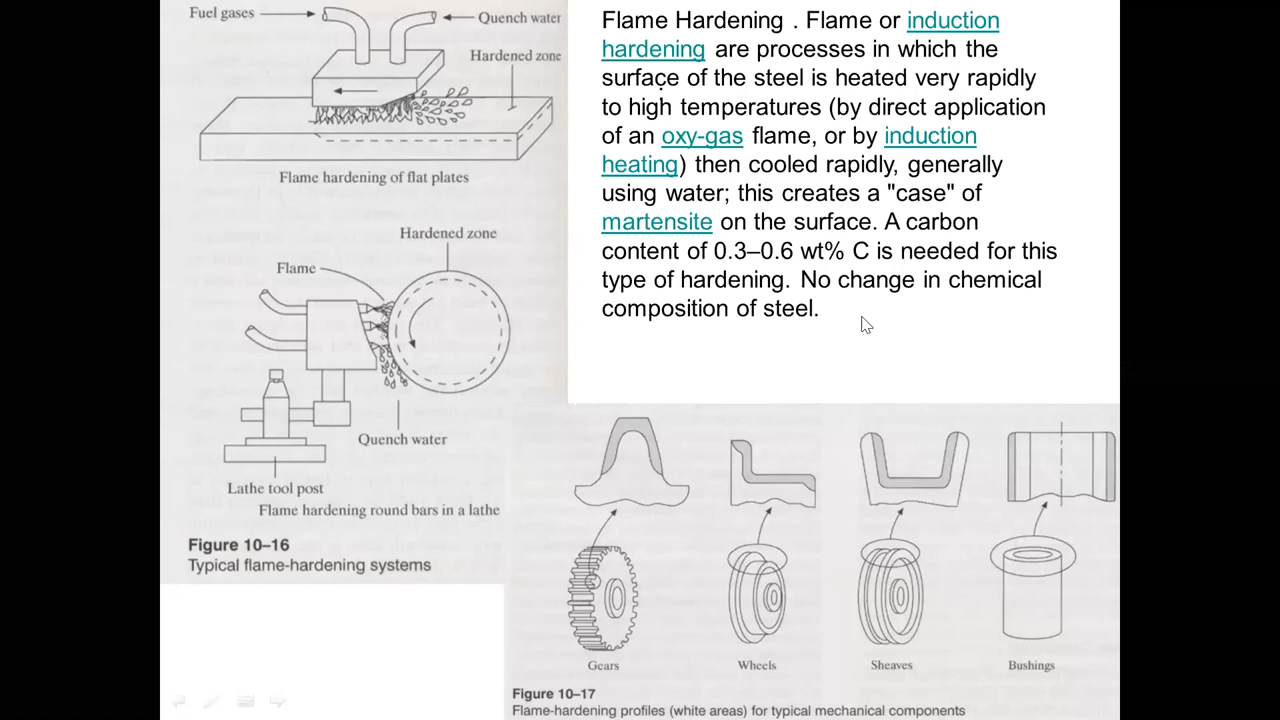 Fuel gases
Quench water
Hardened zone
Flame hardening of flat plates
Hardened zone
Flame
Quench water
Lathe tool post
Flame hardening round bars in a lathe
Figure 10–16
Typical flame-hardening systems
Flame Hardening . Flame or induction
hardening are processes in which the
surface of the steel is heated very rapidly
to high temperatures (by direct application
of an oxy-gas flame, or by induction
heating) then cooled rapidly, generally
using water; this creates a "case" of
martensite on the surface. A carbon
content of 0.3–0.6 wt% C is needed for this
type of hardening. No change in chemical
composition of steel.
Gears
Wheels
Sheaves
Bushings
Figure 10–17
Flame-hardening profiles (white areas) for typical mechanical components